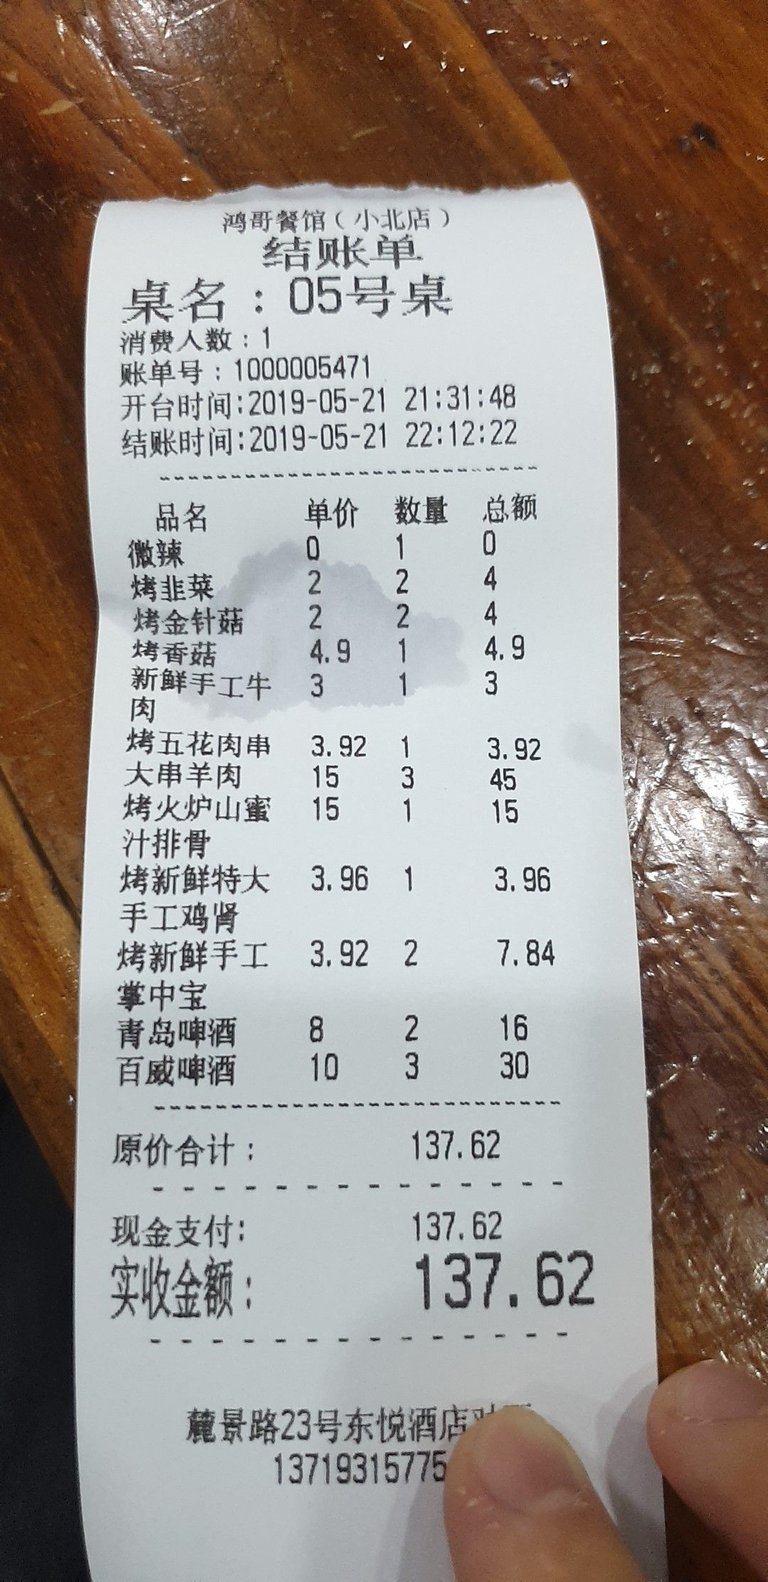 鸿哥餐馆（小北店）
结账单
桌名：05号桌
消费人数：1
账单号：1000005471
开台时间:2019-05-21 21:31:48
结账时间:2019-05-21 22:12:22
品名 单价 数量 总额
微辣 0 1 0
烤韭菜 2 2 4
烤金针菇 2 2 4
烤香菇 4.9 1 4.9
新鲜手工牛 3 1 3
肉
烤五花肉串 3.92 1 3.92
大串羊肉 15 3 45
烤火炉山蜜 15 1 15
汁排骨
烤新鲜特大 3.96 1 3.96
手工鸡肾
烤新鲜手工 3.92 2 7.84
掌中宝
青岛啤酒 8 2 16
百威啤酒 10 3 30
原价合计： 137.62
现金支付: 137.62
实收金额： 137.62
麓景路23号东悦酒店
13719315775